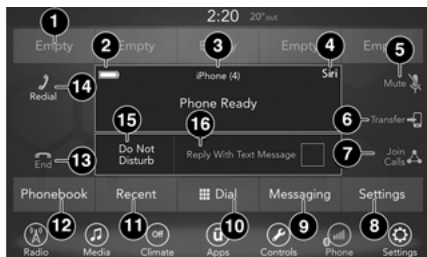 2:20 20°out
1
Empty Empty Empty Empty Empty
2 3 4 5
iPhone (4) Siri
Mute
14
Redial
Phone Ready
6
Transfer
15 16
Do Not
Disturb
Reply With Text Message
7
Join
Calls
13
End
Phonebook Recent Dial Messaging Settings
12 11 10 9 8
Off
Radio Media Climate Apps Controls Phone Settings